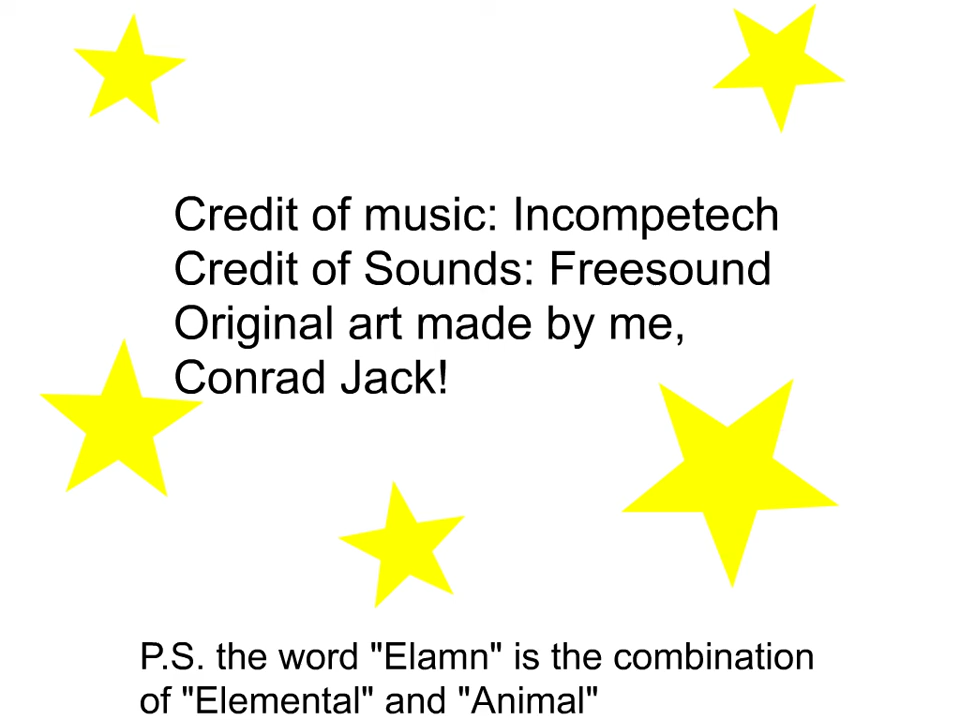 Credit of music: Incompetech
Credit of Sounds: Freesound
Original art made by me,
Conrad Jack!
P.S. the word "Elamn" is the combination
of "Elemental" and "Animal"